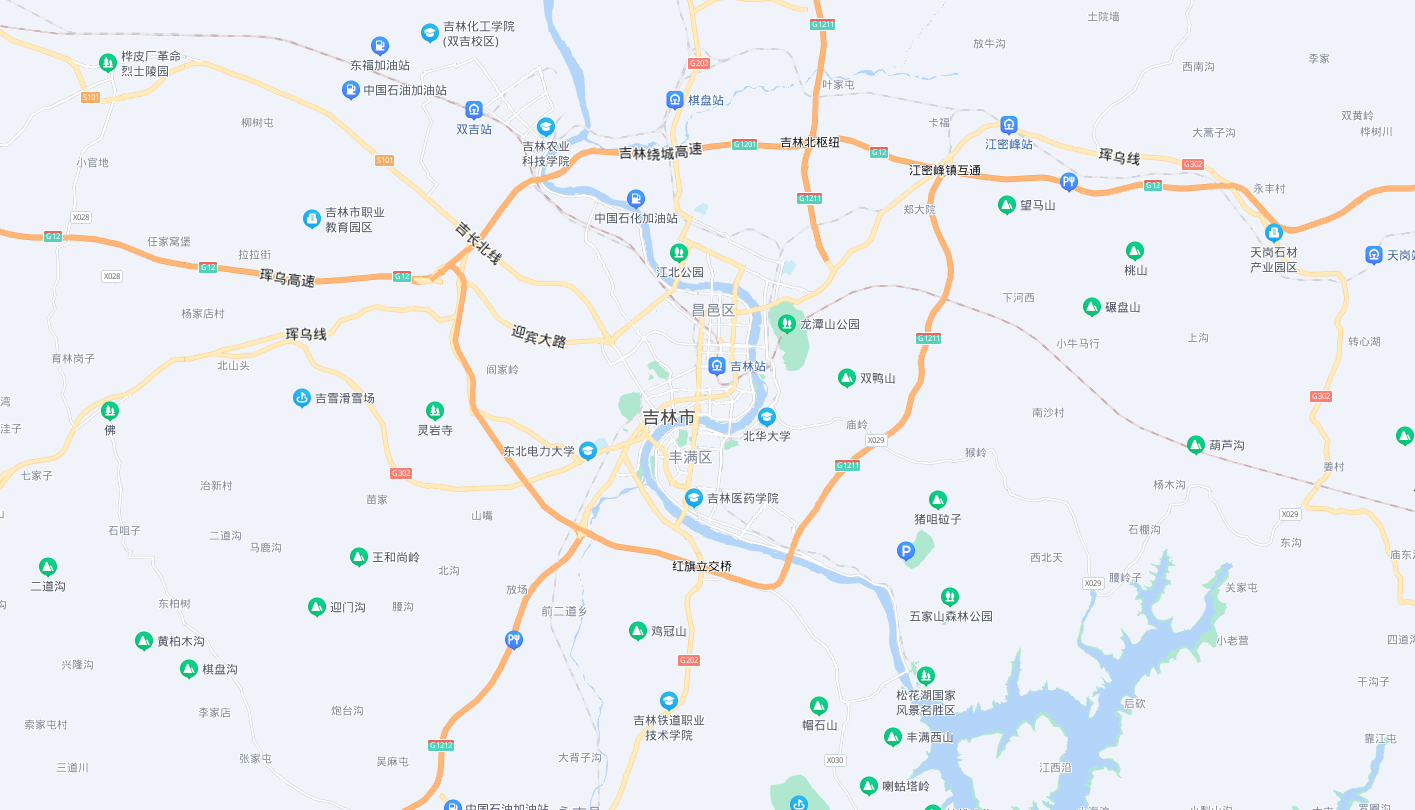 土院墙
G1211
吉林化工学院
(双吉校区)
放牛沟
桦皮厂革命
烈士陵园
东福加油站
G202
李家
西南沟
叶家屯
S101
中国石油加油站
棋盘站
双黄岭
柳树屯
双吉站
卡福
大蒿子沟
桦树川
吉林农业
科技学院
吉林绕城高速
G1201
吉林北枢纽
G12
江密峰站
珲乌线
G302
小官地
S101
江密峰镇互通
G12
永丰村
G1211
X028
吉林市职业
教育园区
中国石化加油站
郑大院
望马山
G12
任家窝堡
拉拉街
吉长北线
天岗石材
产业园区
天岗站
G12
珲乌高速
G12
X028
江北公园
桃山
杨家店村
昌邑区
下河西
碾盘山
珲乌线
迎宾大路
龙潭山公园
G1211
上沟
小牛马行
转心湖
育林岗子
北山头
阎家岭
吉林站
双鸭山
吉雪滑雪场
G302
湾
佛
灵岩寺
吉林市
北华大学
庙岭
南沙村
洼子
X029
东北电力大学
丰满区
猴岭
葫芦沟
G1211
姜村
七家子
G302
治新村
苗家
杨木沟
吉林医药学院
猪咀砬子
山嘴
X029
石咀子
二道沟
马鹿沟
石棚沟
东沟
王和尚岭
西北天
庙东
二道沟
北沟
红旗立交桥
X029
腰岭子
放场
关家屯
东柏树
迎门沟
腰沟
前二道乡
五家山森林公园
黄柏木沟
鸡冠山
小老营
四道沟
兴隆沟
棋盘沟
G202
干沟子
松花湖国家
风景名胜区
后砍
李家店
炮台沟
吉林铁道职业
技术学院
帽石山
索家屯村
丰满西山
G1212
靠江屯
张家屯
吴麻屯
大背子沟
X030
三道川
江西沿
喇蛄塔岭
中国石油加油站